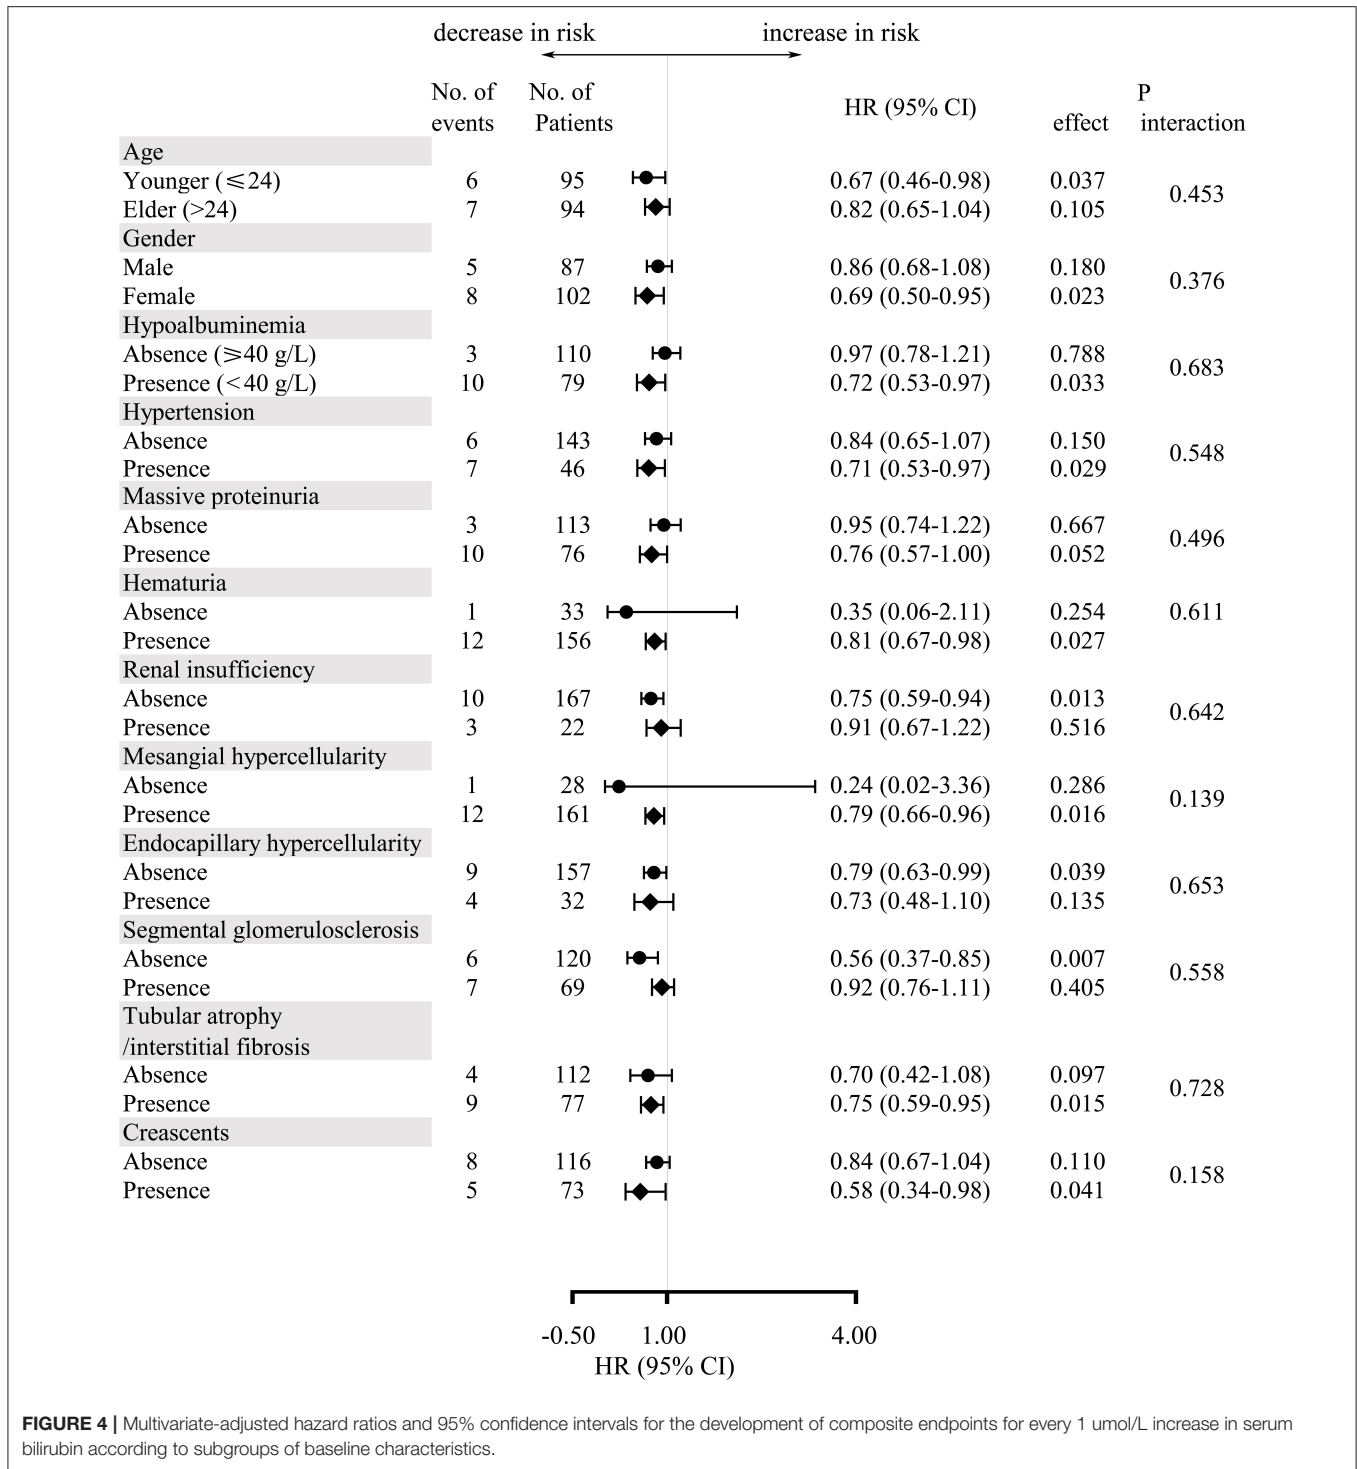 decrease in risk increase in risk
No. of No. of P
events Patients HR (95% CI) effect interaction
Age
Younger (≤24) 6 95 0.67 (0.46-0.98) 0.037
0.453
Elder (>24) 7 94 0.82 (0.65-1.04) 0.105
Gender
Male 5 87 0.86 (0.68-1.08) 0.180
0.376
Female 8 102 0.69 (0.50-0.95) 0.023
Hypoalbuminemia
Absence (≥40 g/L) 3 110 0.97 (0.78-1.21) 0.788
0.683
Presence (<40 g/L) 10 79 0.72 (0.53-0.97) 0.033
Hypertension
Absence 6 143 0.84 (0.65-1.07) 0.150
0.548
Presence 7 46 0.71 (0.53-0.97) 0.029
Massive proteinuria
Absence 3 113 0.95 (0.74-1.22) 0.667
0.496
Presence 10 76 0.76 (0.57-1.00) 0.052
Hematuria
Absence 1 33 0.35 (0.06-2.11) 0.254 0.611
Presence 12 156 0.81 (0.67-0.98) 0.027
Renal insufficiency
Absence 10 167 0.75 (0.59-0.94) 0.013
0.642
Presence 3 22 0.91 (0.67-1.22) 0.516
Mesangial hypercellularity
Absence 1 28 0.24 (0.02-3.36) 0.286
0.139
Presence 12 161 0.79 (0.66-0.96) 0.016
Endocapillary hypercellularity
Absence 9 157 0.79 (0.63-0.99) 0.039
0.653
Presence 4 32 0.73 (0.48-1.10) 0.135
Segmental glomerulosclerosis
Absence 6 120 0.56 (0.37-0.85) 0.007
0.558
Presence 7 69 0.92 (0.76-1.11) 0.405
Tubular atrophy
/interstitial fibrosis
Absence 4 112 0.70 (0.42-1.08) 0.097
0.728
Presence 9 77 0.75 (0.59-0.95) 0.015
Creascents
Absence 8 116 0.84 (0.67-1.04) 0.110
0.158
Presence 5 73 0.58 (0.34-0.98) 0.041
-0.50 1.00 4.00
HR (95% CI)
FIGURE 4 | Multivariate-adjusted hazard ratios and 95% confidence intervals for the development of composite endpoints for every 1 umol/L increase in serum
bilirubin according to subgroups of baseline characteristics.